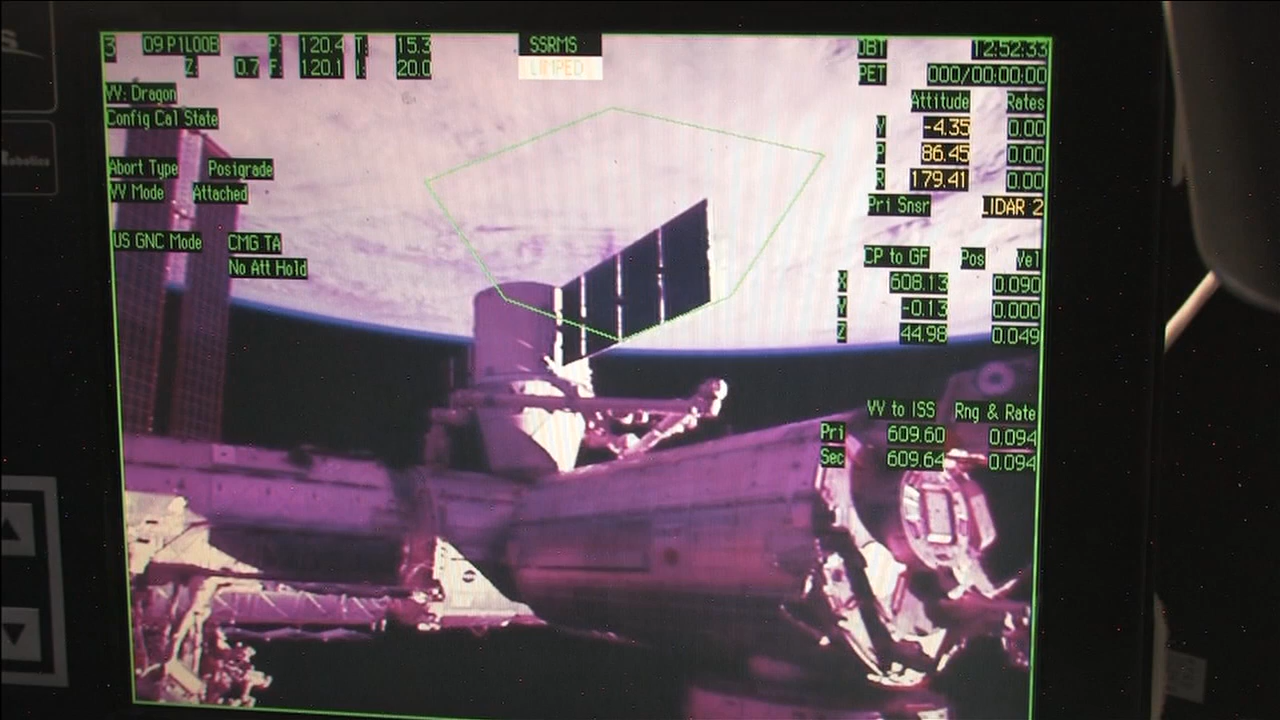 3 09 P1LOOB P: 120.4 T: 15.3 SSRMS GMT 12:52:33
Z: 0.7 F: 120.1 I: 20.0 LIMPED PET 000/00:00:00
VV: Dragon
Config Cal State
Abort Type Posigrade
VV Mode Attached
US GNC Mode CMG TA
No Att Hold
Attitude Rates
Y -4.35 0.00
P 86.45 0.00
R 179.41 0.00
Pri Snsr LIDAR 2
CP to GF Pos Vel
X 608.13 0.090
Y -0.13 0.000
Z 44.98 0.049
VV to ISS Rng & Rate
Pri 609.60 0.094
Sec 609.64 0.094